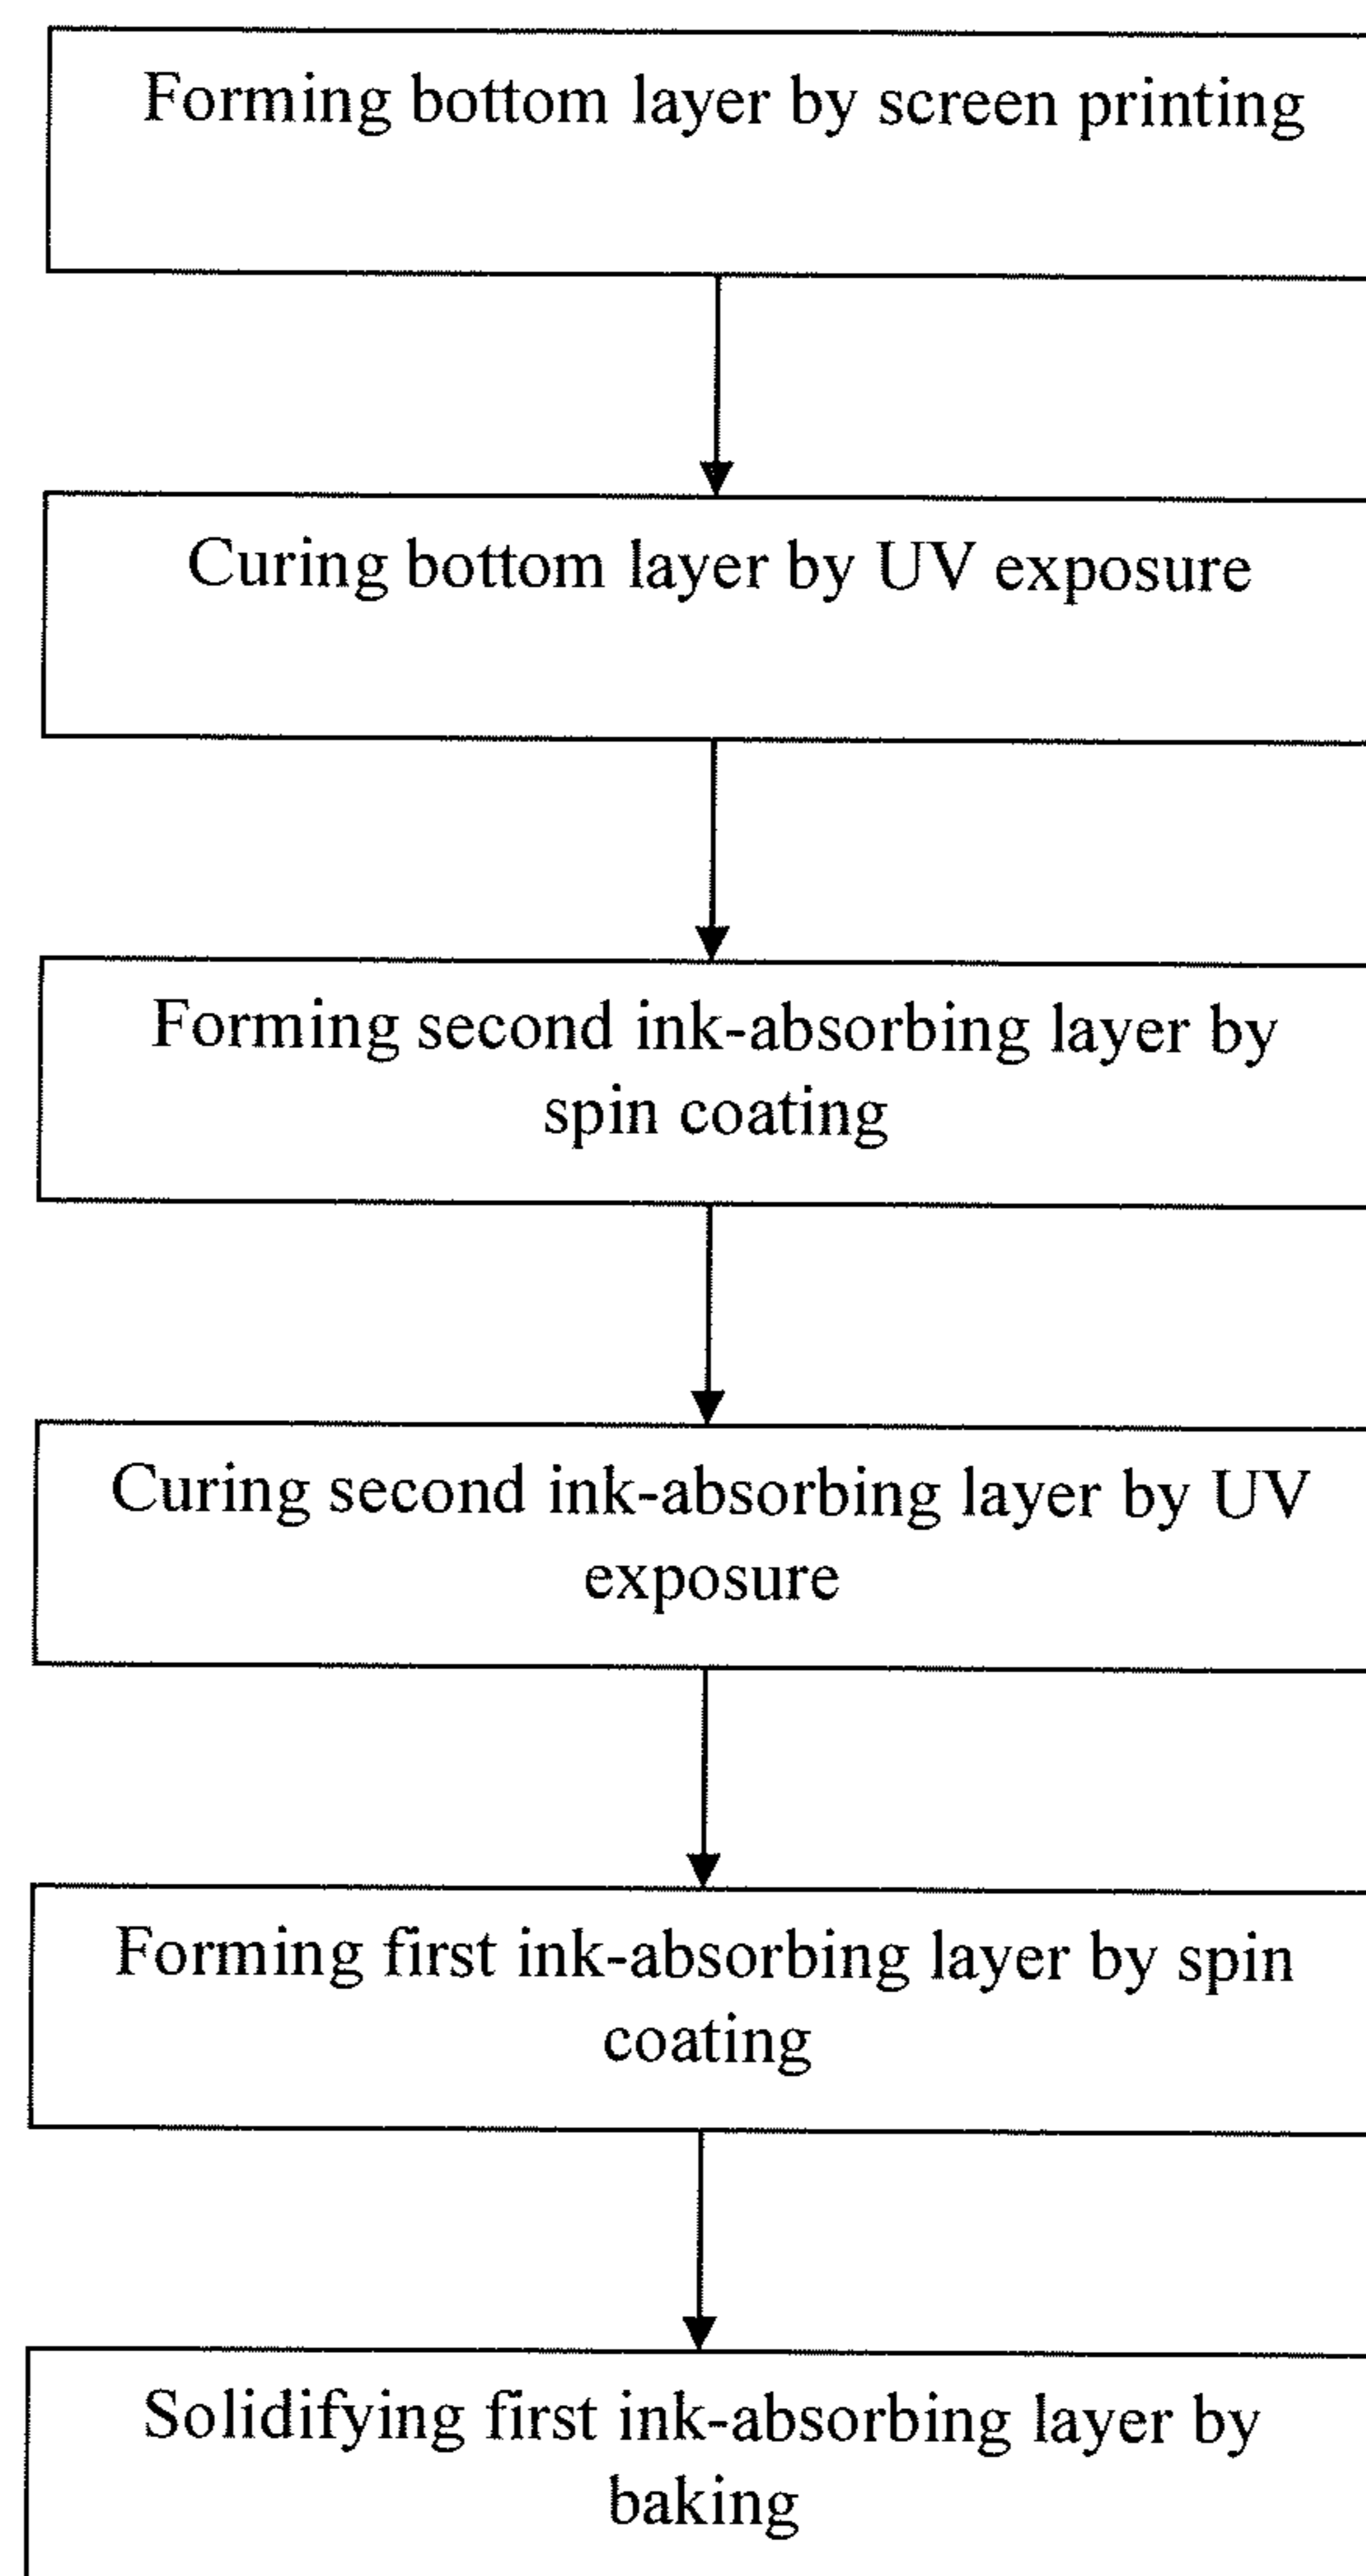 Forming bottom layer by screen printing
Curing bottom layer by UV exposure
Forming second ink-absorbing layer by
spin coating
Curing second ink-absorbing layer by UV
exposure
Forming first ink-absorbing layer by spin
coating
Solidifying first ink-absorbing layer by
baking